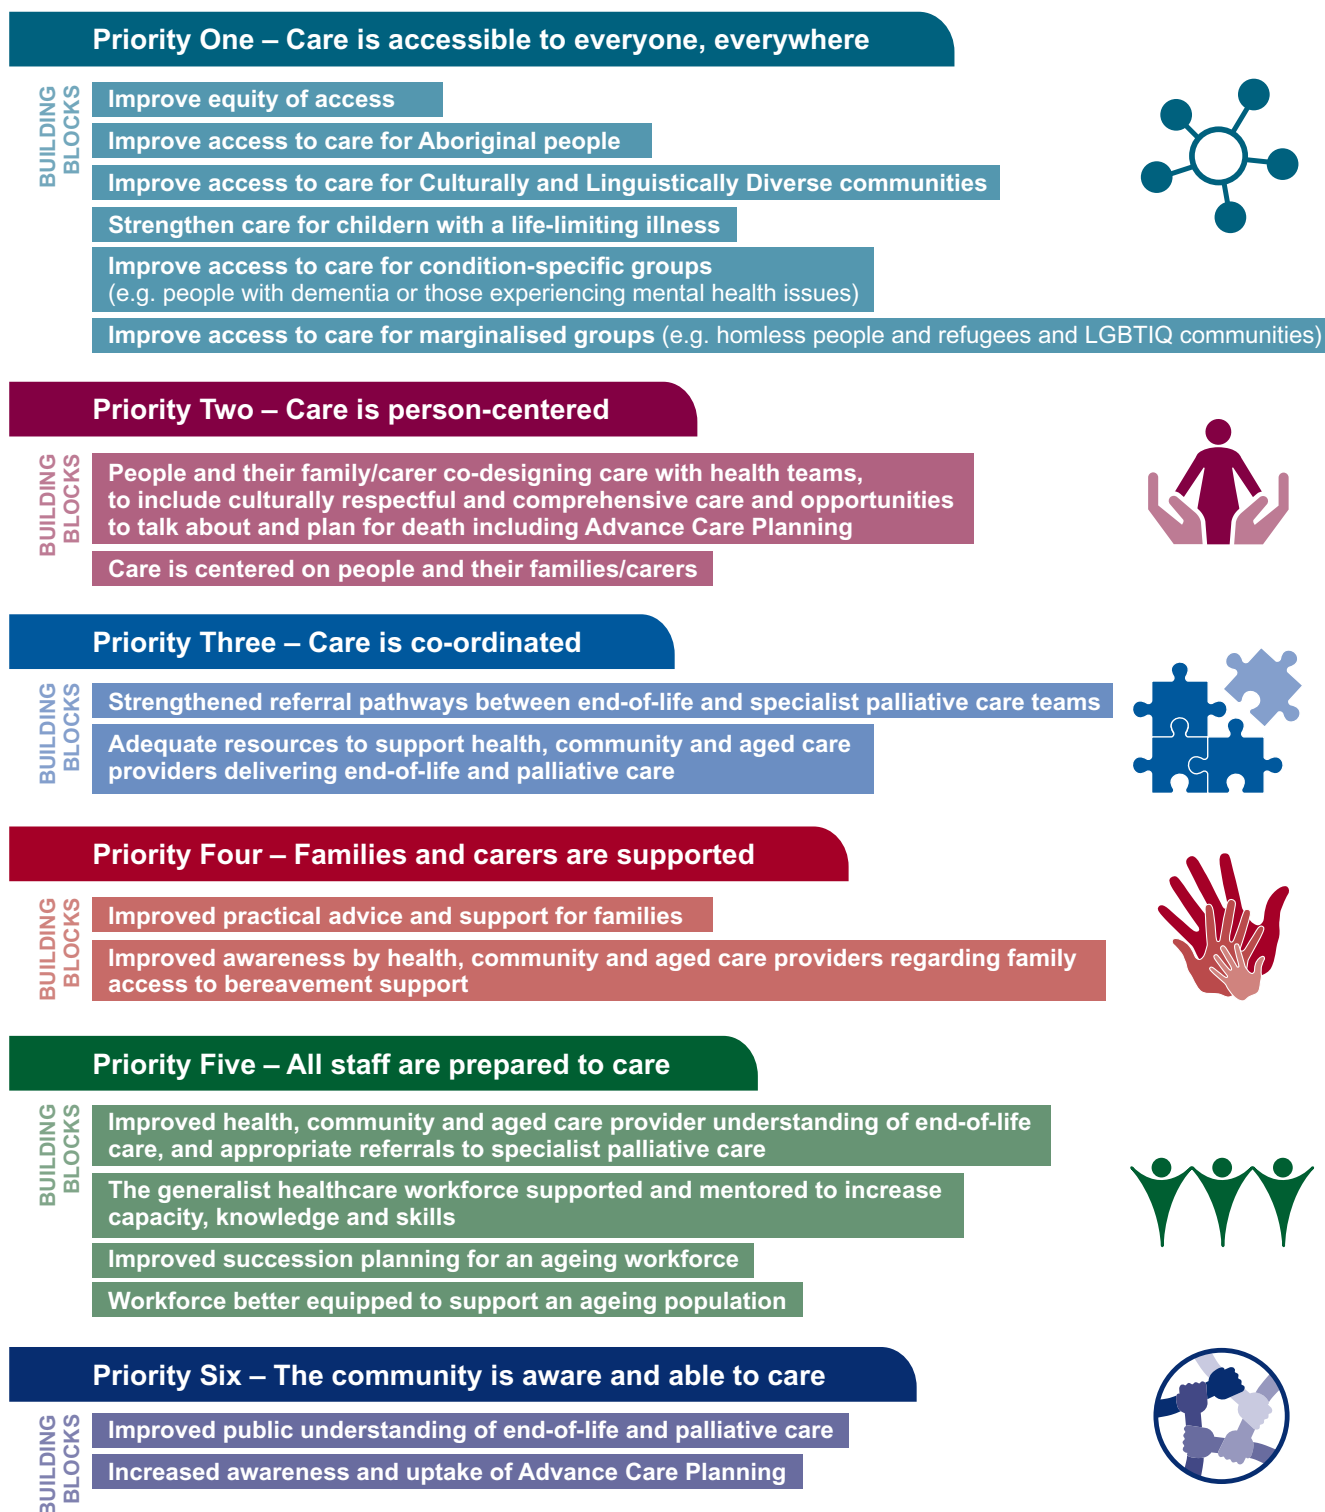 Priority One – Care is accessible to everyone, everywhere
BUILDING
BLOCKS
Improve equity of access
Improve access to care for Aboriginal people
Improve access to care for Culturally and Linguistically Diverse communities
Strengthen care for childern with a life-limiting illness
Improve access to care for condition-specific groups
(e.g. people with dementia or those experiencing mental health issues)
Improve access to care for marginalised groups (e.g. homless people and refugees and LGBTIQ communities)
Priority Two – Care is person-centered
BUILDING
BLOCKS
People and their family/carer co-designing care with health teams,
to include culturally respectful and comprehensive care and opportunities
to talk about and plan for death including Advance Care Planning
Care is centered on people and their families/carers
Priority Three – Care is co-ordinated
BUILDING
BLOCKS
Strengthened referral pathways between end-of-life and specialist palliative care teams
Adequate resources to support health, community and aged care
providers delivering end-of-life and palliative care
Priority Four – Families and carers are supported
BUILDING
BLOCKS
Improved practical advice and support for families
Improved awareness by health, community and aged care providers regarding family
access to bereavement support
Priority Five – All staff are prepared to care
BUILDING
BLOCKS
Improved health, community and aged care provider understanding of end-of-life
care, and appropriate referrals to specialist palliative care
The generalist healthcare workforce supported and mentored to increase
capacity, knowledge and skills
Improved succession planning for an ageing workforce
Workforce better equipped to support an ageing population
Priority Six – The community is aware and able to care
BUILDING
BLOCKS
Improved public understanding of end-of-life and palliative care
Increased awareness and uptake of Advance Care Planning